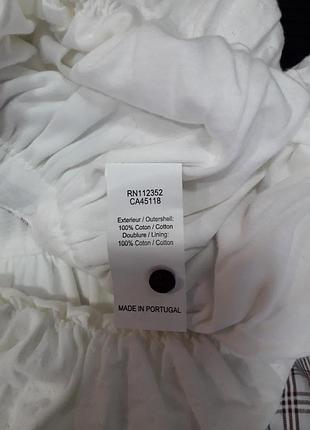 RN112352
CA45118
Exterieur / Outershell:
100% Coton / Cotton
Doublure / Lining:
100% Coton / Cotton
MADE IN PORTUGAL